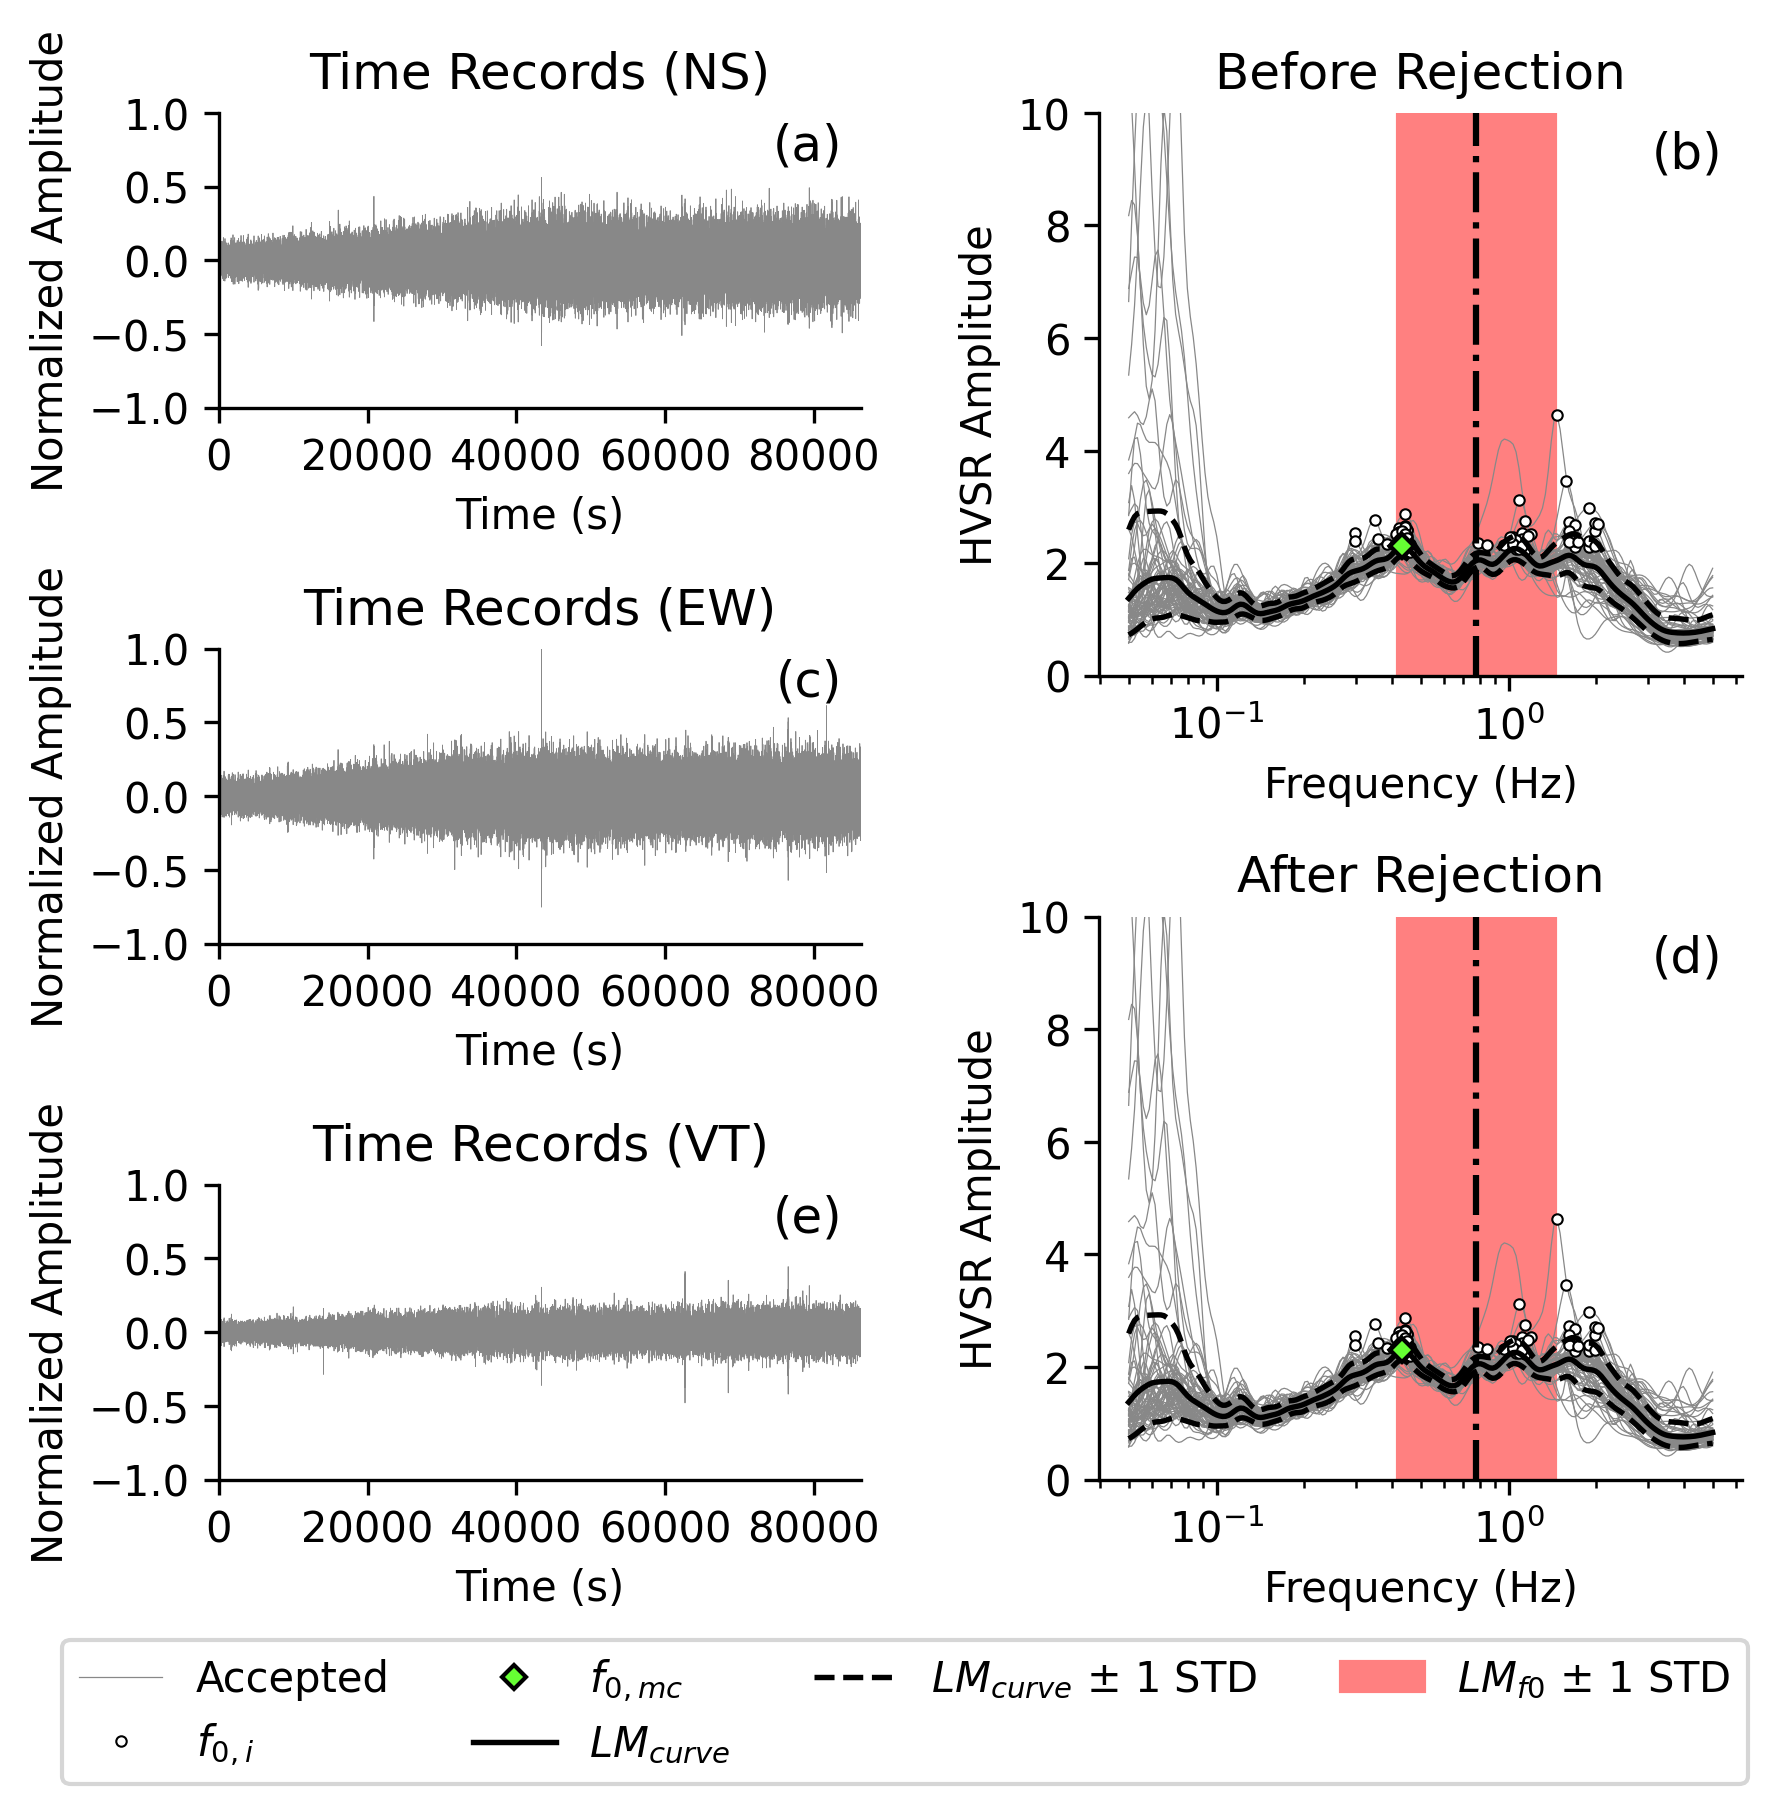 Time Records (NS)
(a)
Normalized Amplitude
1.0
0.5
0.0
−0.5
−1.0
0 20000 40000 60000 80000
Time (s)
Before Rejection
(b)
HVSR Amplitude
10
8
6
4
2
0
10⁻¹ 10⁰
Frequency (Hz)
Time Records (EW)
(c)
Normalized Amplitude
1.0
0.5
0.0
−0.5
−1.0
0 20000 40000 60000 80000
Time (s)
After Rejection
(d)
HVSR Amplitude
10
8
6
4
2
0
10⁻¹ 10⁰
Frequency (Hz)
Time Records (VT)
(e)
Normalized Amplitude
1.0
0.5
0.0
−0.5
−1.0
0 20000 40000 60000 80000
Time (s)
Accepted
f0,i
f0,mc
LMcurve
LMcurve ± 1 STD
LMf0 ± 1 STD